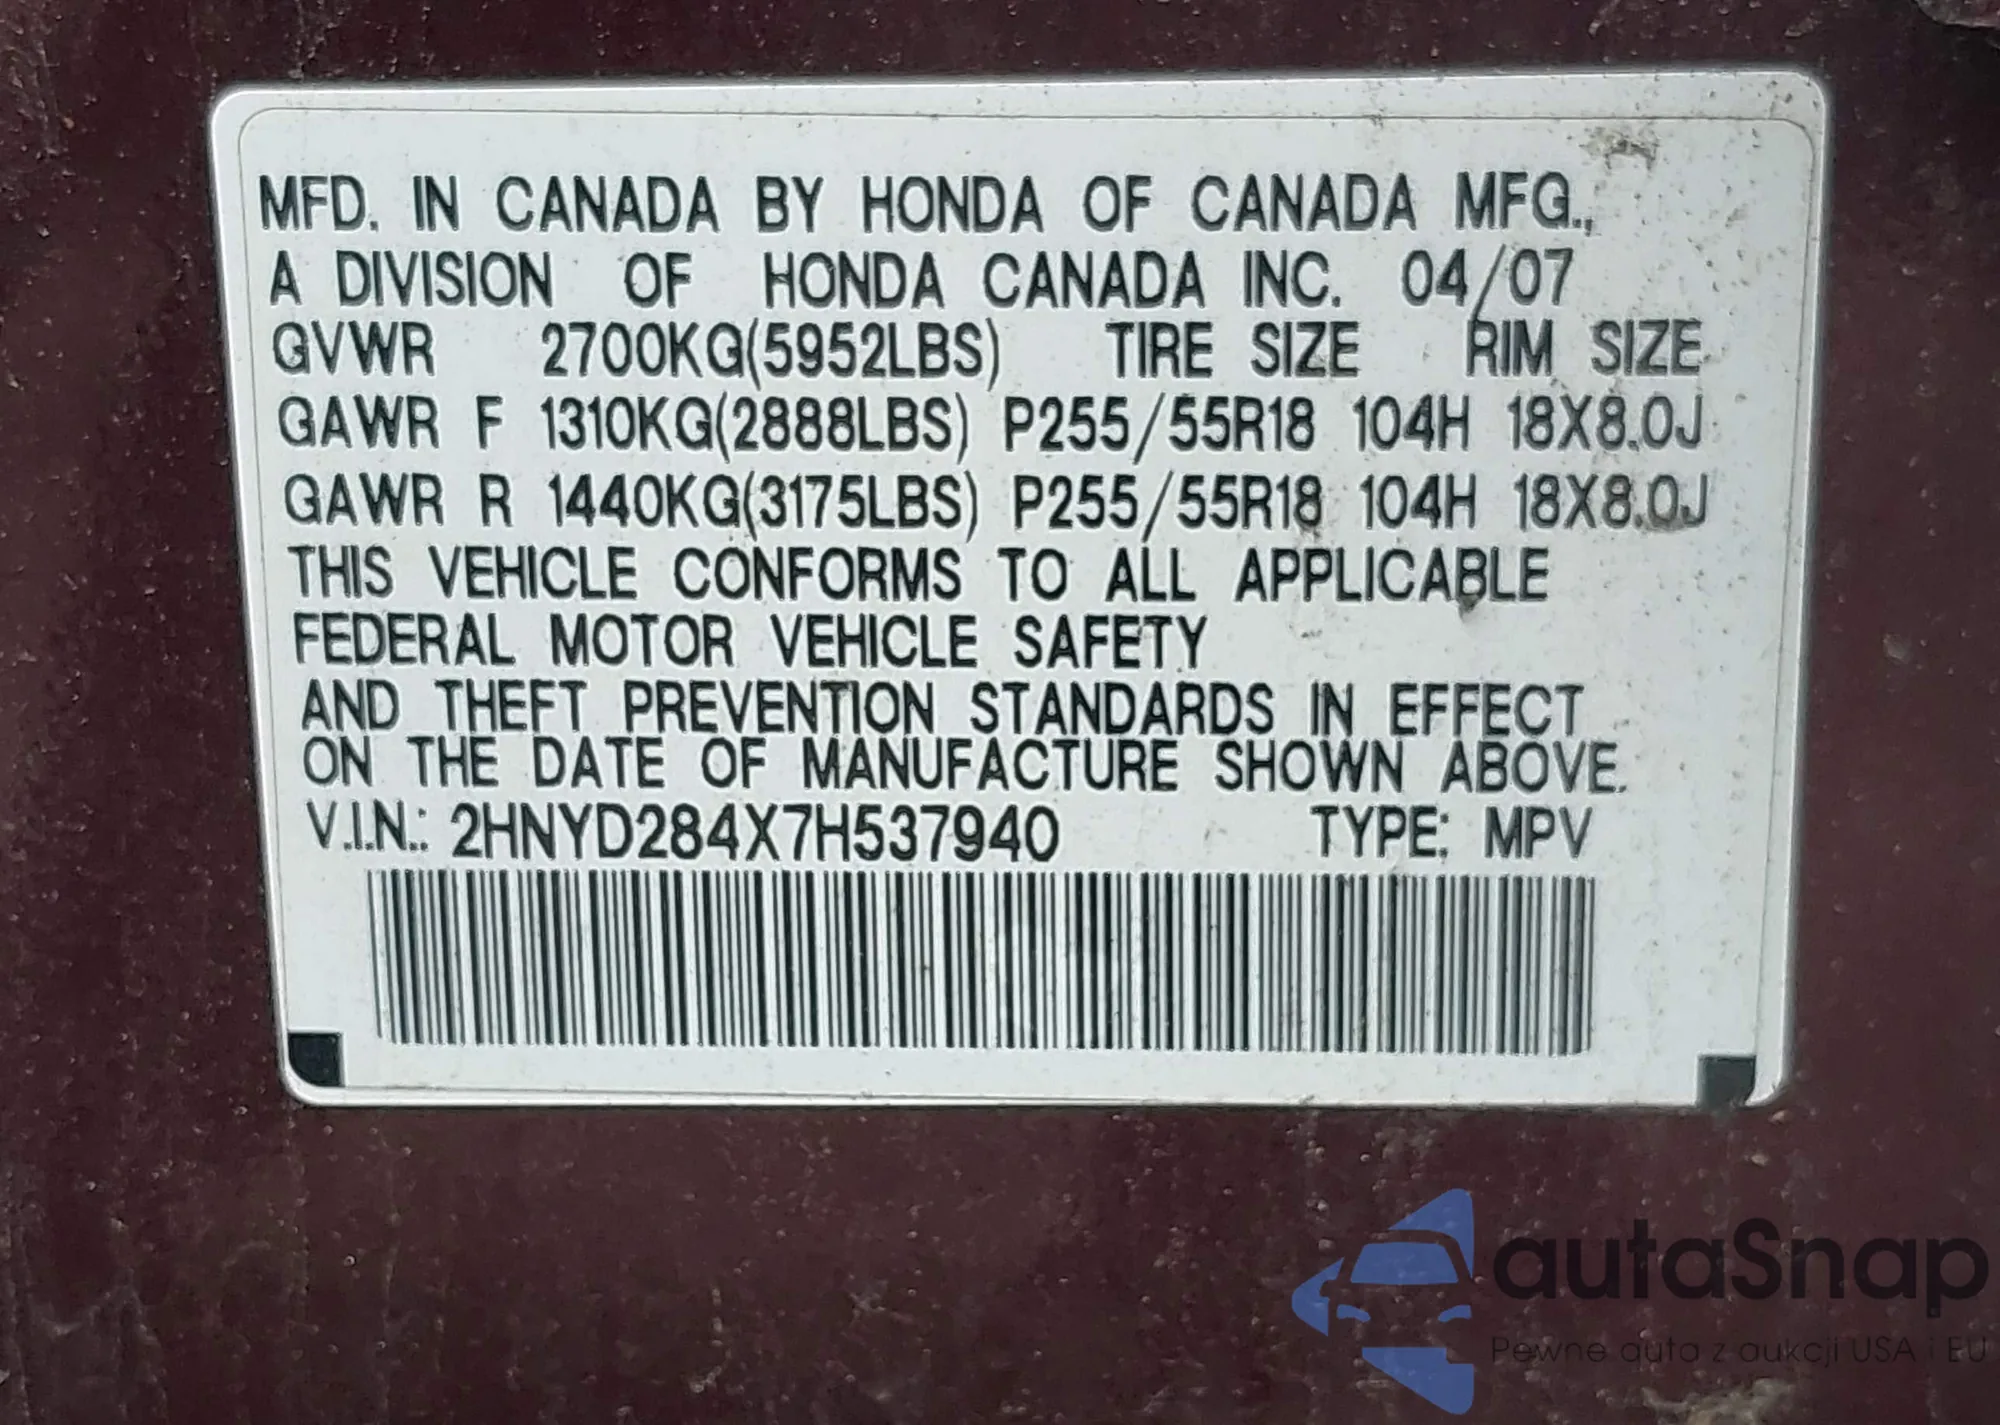 MFD. IN CANADA BY HONDA OF CANADA MFG.,
A DIVISION OF HONDA CANADA INC. 04/07
GVWR 2700KG(5952LBS) TIRE SIZE RIM SIZE
GAWR F 1310KG(2888LBS) P255/55R18 104H 18X8.0J
GAWR R 1440KG(3175LBS) P255/55R18 104H 18X8.0J
THIS VEHICLE CONFORMS TO ALL APPLICABLE
FEDERAL MOTOR VEHICLE SAFETY
AND THEFT PREVENTION STANDARDS IN EFFECT
ON THE DATE OF MANUFACTURE SHOWN ABOVE.
V.I.N.: 2HNYD284X7H537940 TYPE: MPV
autaSnap
Pewne auta z aukcji USA i EU